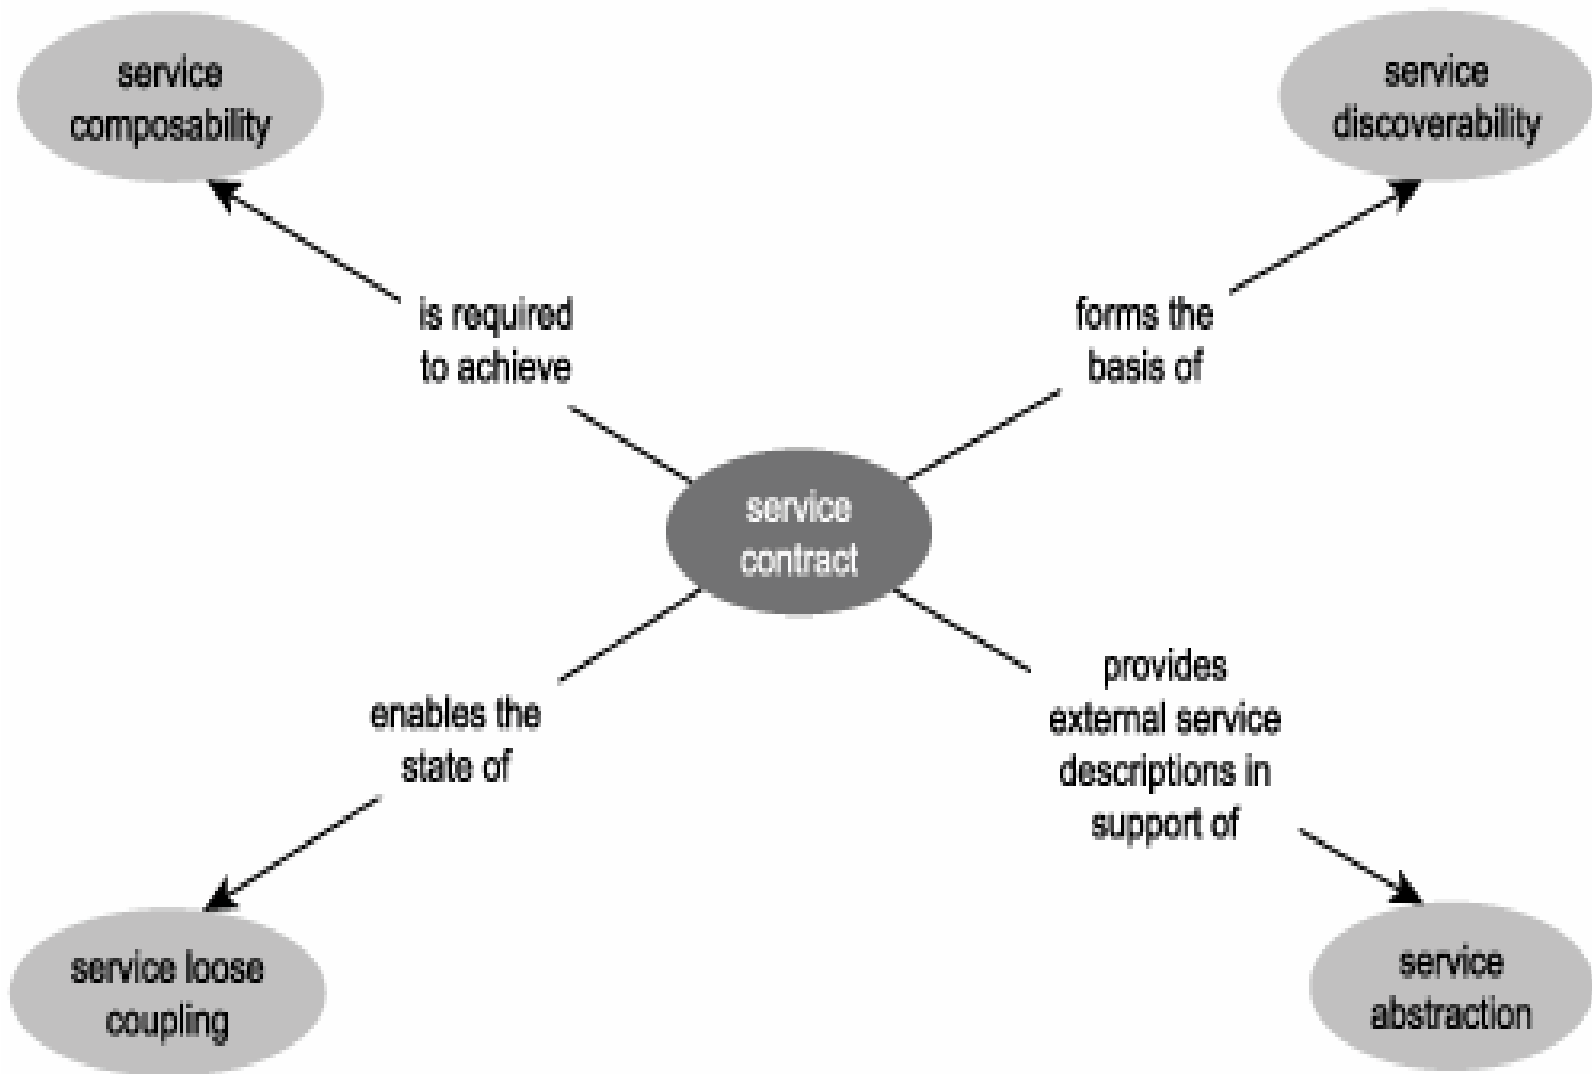 service
composability
service
discoverability
is required
to achieve
forms the
basis of
service
contract
enables the
state of
provides
external service
descriptions in
support of
service loose
coupling
service
abstraction